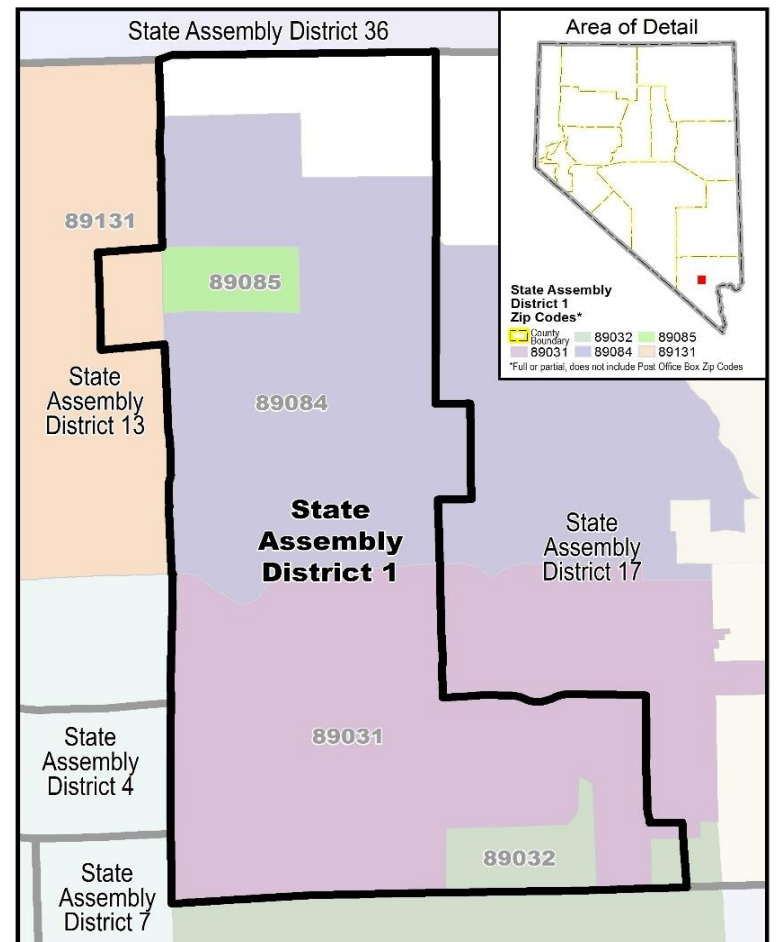 State Assembly District 36
Area of Detail
State Assembly
District 1
Zip Codes*
County
Boundary
89032
89085
89031
89084
89131
*Full or partial, does not include Post Office Box Zip Codes
89131
89085
State
Assembly
District 13
89084
State
Assembly
District 1
State
Assembly
District 17
89031
State
Assembly
District 4
89032
State
Assembly
District 7